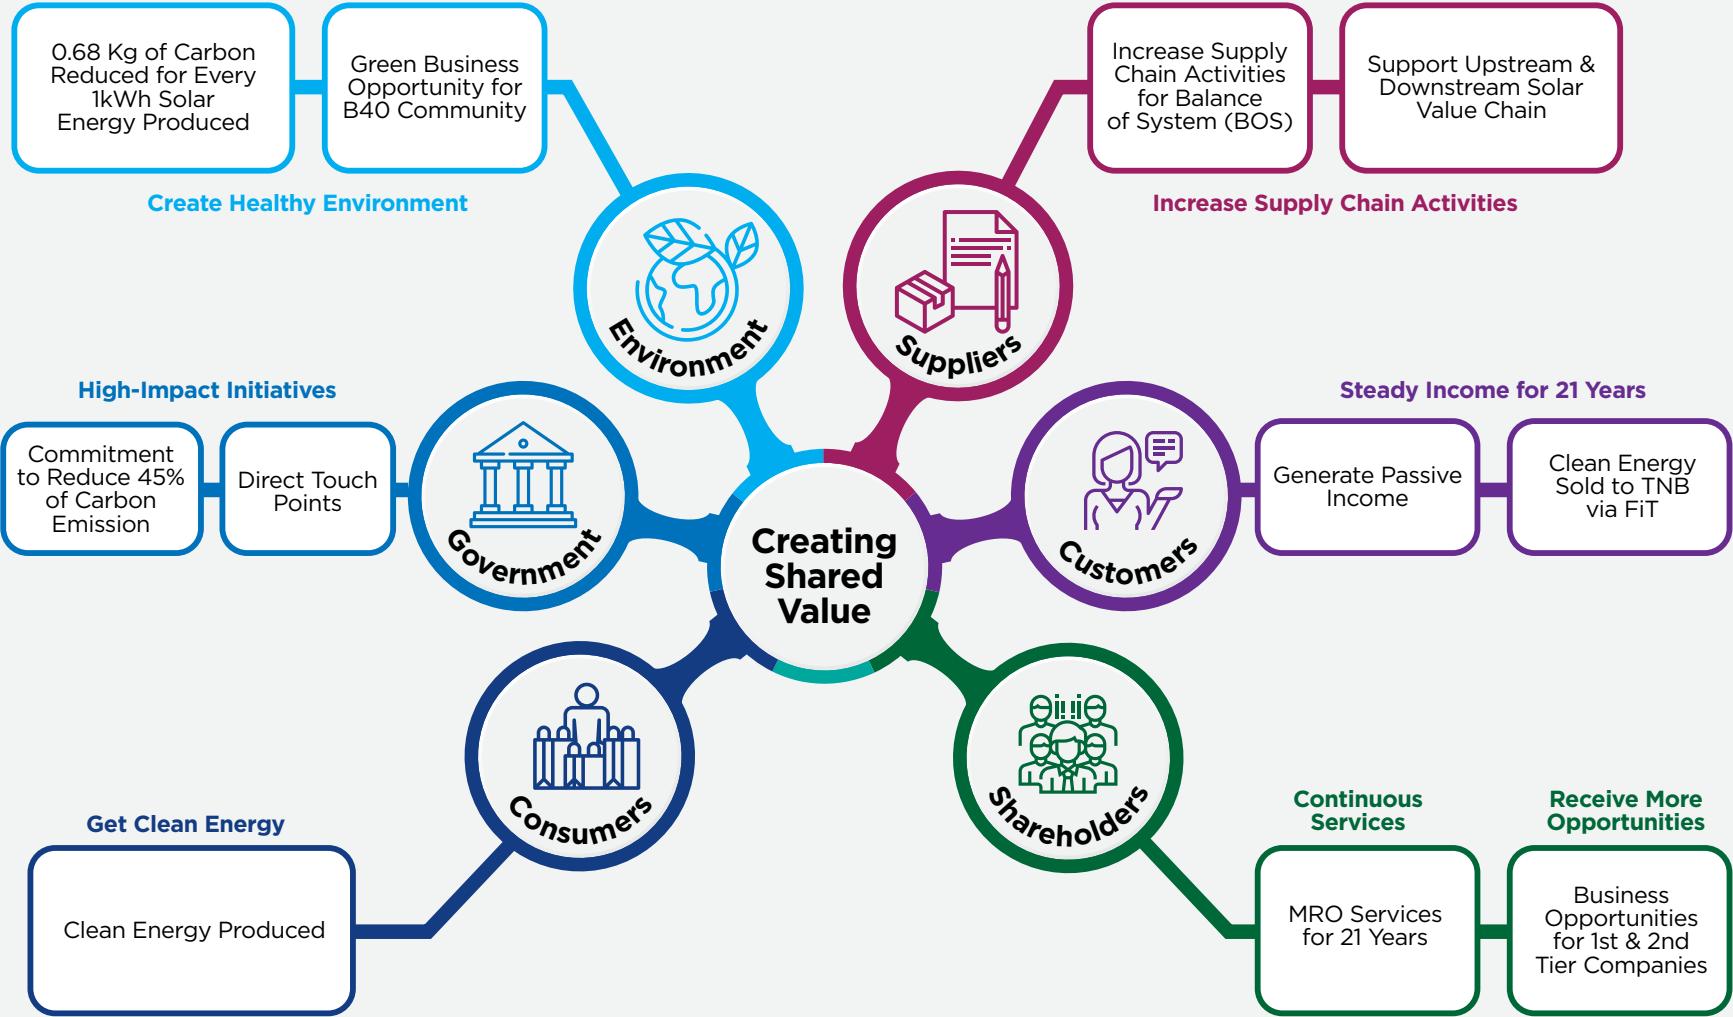 0.68 Kg of Carbon
Reduced for Every
1kWh Solar
Energy Produced
Green Business
Opportunity for
B40 Community
Create Healthy Environment
Environment
Increase Supply
Chain Activities
for Balance
of System (BOS)
Support Upstream &
Downstream Solar
Value Chain
Increase Supply Chain Activities
Suppliers
High-Impact Initiatives
Commitment
to Reduce 45%
of Carbon
Emission
Direct Touch
Points
Government
Steady Income for 21 Years
Customers
Generate Passive
Income
Clean Energy
Sold to TNB
via FiT
Creating
Shared
Value
Get Clean Energy
Clean Energy Produced
Consumers
Shareholders
Continuous
Services
MRO Services
for 21 Years
Receive More
Opportunities
Business
Opportunities
for 1st & 2nd
Tier Companies